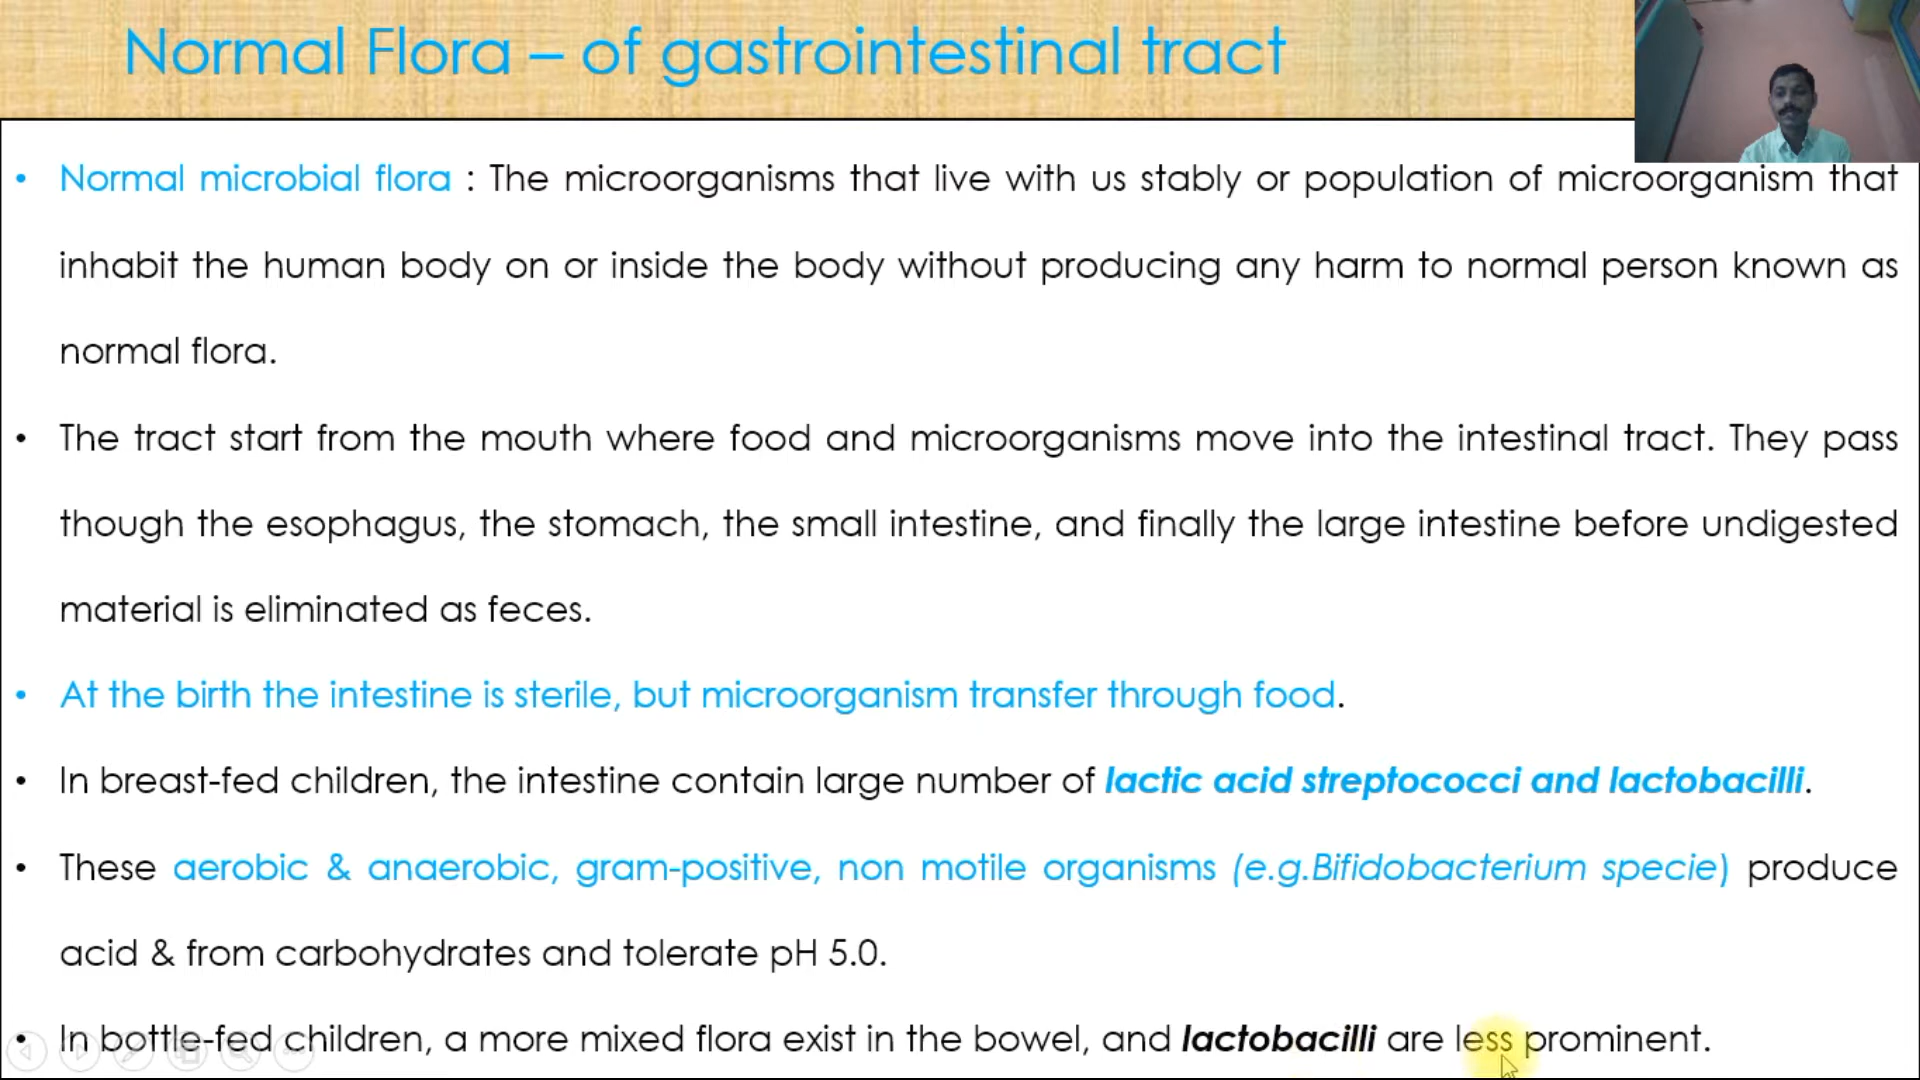 Normal Flora – of gastrointestinal tract
• Normal microbial flora : The microorganisms that live with us stably or population of microorganism that
inhabit the human body on or inside the body without producing any harm to normal person known as
normal flora.
• The tract start from the mouth where food and microorganisms move into the intestinal tract. They pass
though the esophagus, the stomach, the small intestine, and finally the large intestine before undigested
material is eliminated as feces.
• At the birth the intestine is sterile, but microorganism transfer through food.
• In breast-fed children, the intestine contain large number of lactic acid streptococci and lactobacilli.
• These aerobic & anaerobic, gram-positive, non motile organisms (e.g.Bifidobacterium specie) produce
acid & from carbohydrates and tolerate pH 5.0.
• In bottle-fed children, a more mixed flora exist in the bowel, and lactobacilli are less prominent.